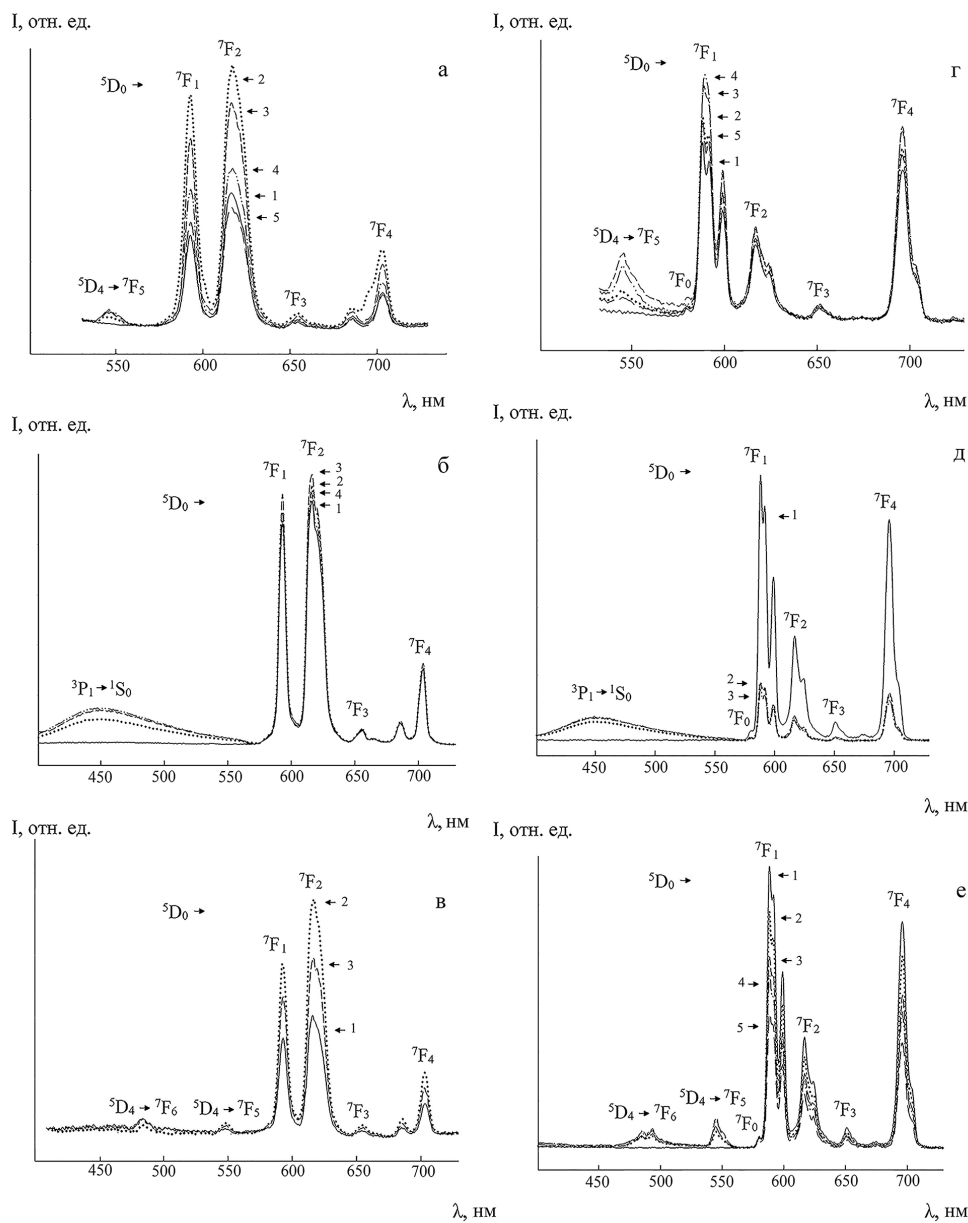 I, отн. ед.
⁷F₂
⁵D₀ →
⁷F₁
← 2
а
← 3
← 4
← 1
← 5
⁷F₄
⁵D₄ → ⁷F₅
⁷F₃
550 600 650 700
λ, нм
I, отн. ед.
⁷F₁
⁵D₀ →
← 4
← 3
← 2
← 5
← 1
г
⁷F₄
⁷F₂
⁵D₄ → ⁷F₅
⁷F₀
⁷F₃
550 600 650 700
λ, нм
I, отн. ед.
⁷F₂
⁷F₁
← 3
← 2
← 4
← 1
б
⁵D₀ →
⁷F₄
³P₁ → ¹S₀
⁷F₃
450 500 550 600 650 700
λ, нм
I, отн. ед.
⁷F₁
⁵D₀ →
д
← 1
⁷F₄
⁷F₂
³P₁ → ¹S₀
2 →
3 →
⁷F₀
⁷F₃
450 500 550 600 650 700
λ, нм
I, отн. ед.
⁷F₂
⁵D₀ →
← 2
в
⁷F₁
← 3
← 1
⁷F₄
⁵D₄ → ⁷F₆
⁵D₄ → ⁷F₅
⁷F₃
450 500 550 600 650 700
λ, нм
I, отн. ед.
⁷F₁
⁵D₀ →
← 1
е
← 2
⁷F₄
← 3
4 →
5 →
⁷F₂
⁵D₄ → ⁷F₅
⁵D₄ → ⁷F₆
⁷F₀
⁷F₃
450 500 550 600 650 700
λ, нм